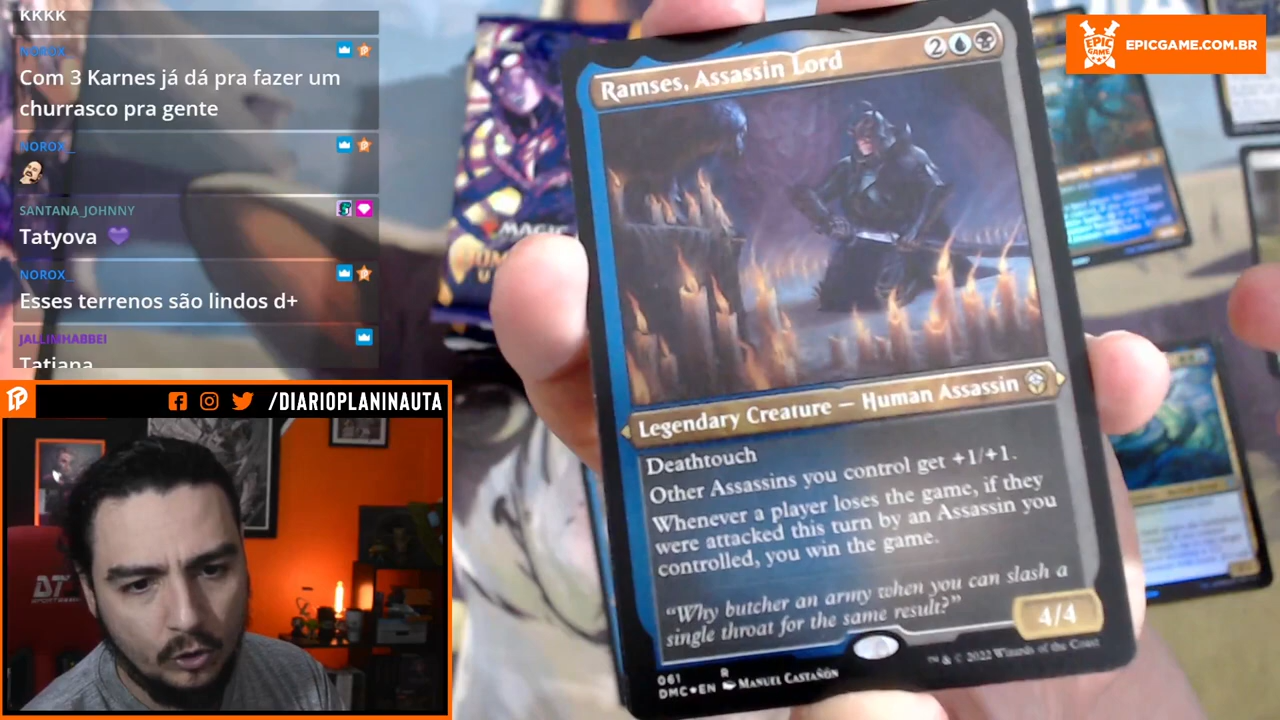 KKKK
NOROX_
Com 3 Karnes já dá pra fazer um
churrasco pra gente
NOROX_
SANTANA_JOHNNY
Tatyova
NOROX_
Esses terrenos são lindos d+
JALLINHABBEI
Tatiana
/DIARIOPLANINAUTA
EPIC
GAME
EPICGAME.COM.BR
MAGIC
Ramses, Assassin Lord
2
Legendary Creature — Human Assassin
Deathtouch
Other Assassins you control get +1/+1.
Whenever a player loses the game, if they
were attacked this turn by an Assassin you
controlled, you win the game.
“Why butcher an army when you can slash a
single throat for the same result?”
4/4
061 R
DMC★EN MANUEL CASTAÑÓN
™ & © 2022 Wizards of the Coast